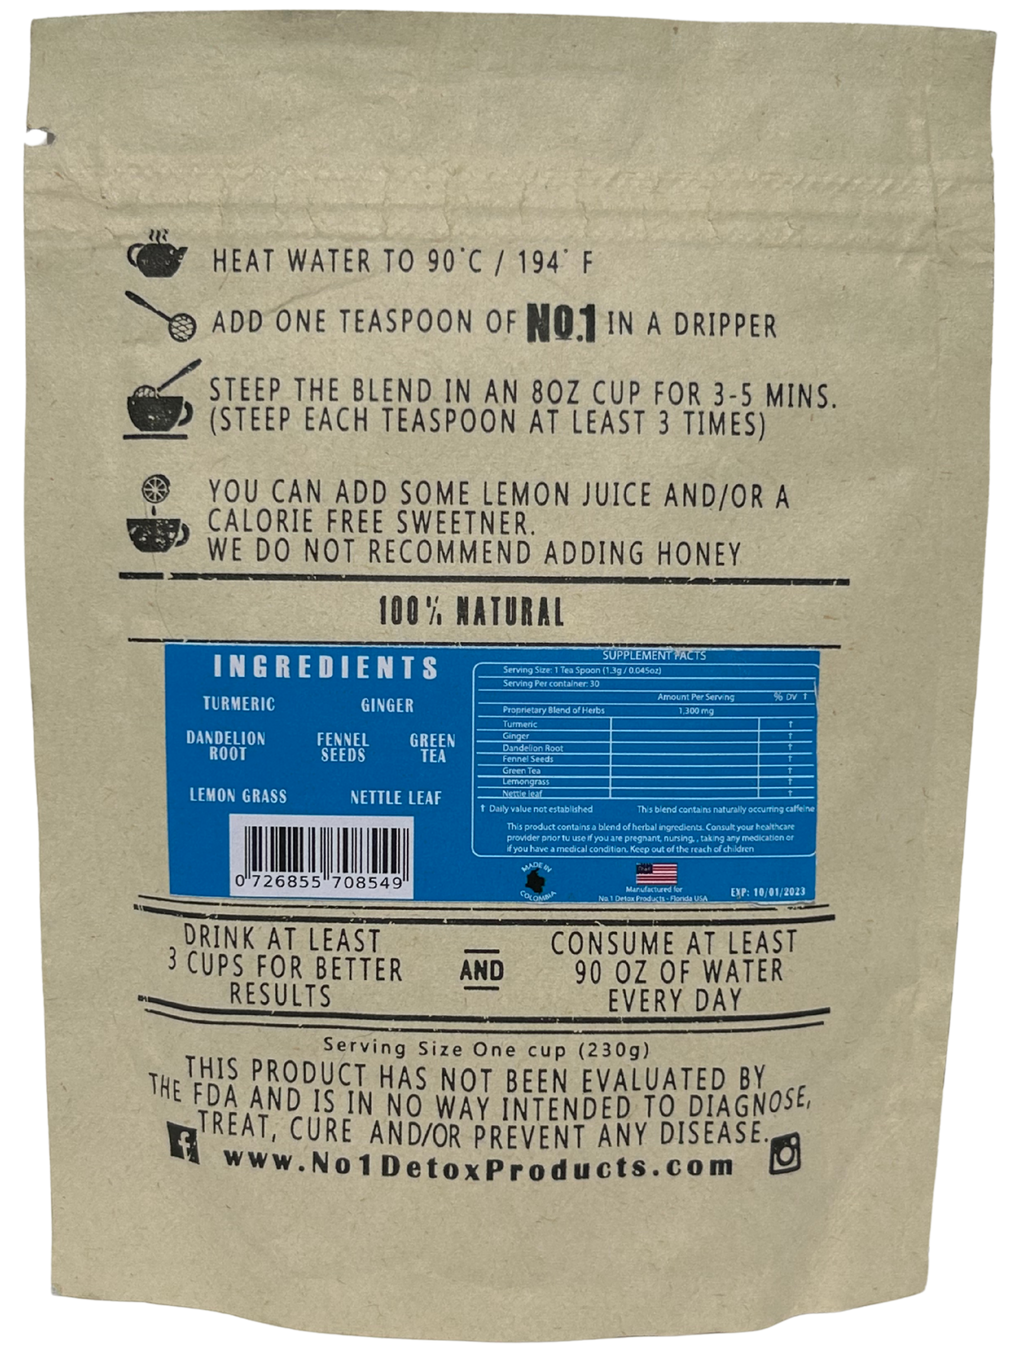 HEAT WATER TO 90°C / 194° F
ADD ONE TEASPOON OF NO.1 IN A DRIPPER
STEEP THE BLEND IN AN 8OZ CUP FOR 3-5 MINS.
(STEEP EACH TEASPOON AT LEAST 3 TIMES)
YOU CAN ADD SOME LEMON JUICE AND/OR A
CALORIE FREE SWEETNER.
WE DO NOT RECOMMEND ADDING HONEY
100% NATURAL
INGREDIENTS
TURMERIC GINGER
DANDELION ROOT FENNEL SEEDS GREEN TEA
LEMON GRASS NETTLE LEAF
0 726855 708549
SUPPLEMENT FACTS
Serving Size: 1 Tea Spoon (1.3g / 0.045oz)
Serving Per container: 30
Amount Per Serving % DV †
Proprietary Blend of Herbs 1,300 mg
Turmeric †
Ginger †
Dandelion Root †
Fennel Seeds †
Green Tea †
Lemongrass †
Nettle leaf †
† Daily value not established This blend contains naturally occurring caffeine
This product contains a blend of herbal ingredients. Consult your healthcare
provider prior tu use if you are pregnant, nursing, , taking any medication or
if you have a medical condition. Keep out of the reach of children
MADE IN
COLOMBIA
Manufactured for
No.1 Detox Products - Florida USA
EXP: 10/01/2023
DRINK AT LEAST
3 CUPS FOR BETTER
RESULTS
AND
CONSUME AT LEAST
90 OZ OF WATER
EVERY DAY
Serving Size One cup (230g)
THIS PRODUCT HAS NOT BEEN EVALUATED BY
THE FDA AND IS IN NO WAY INTENDED TO DIAGNOSE,
TREAT, CURE AND/OR PREVENT ANY DISEASE.
www.No1DetoxProducts.com